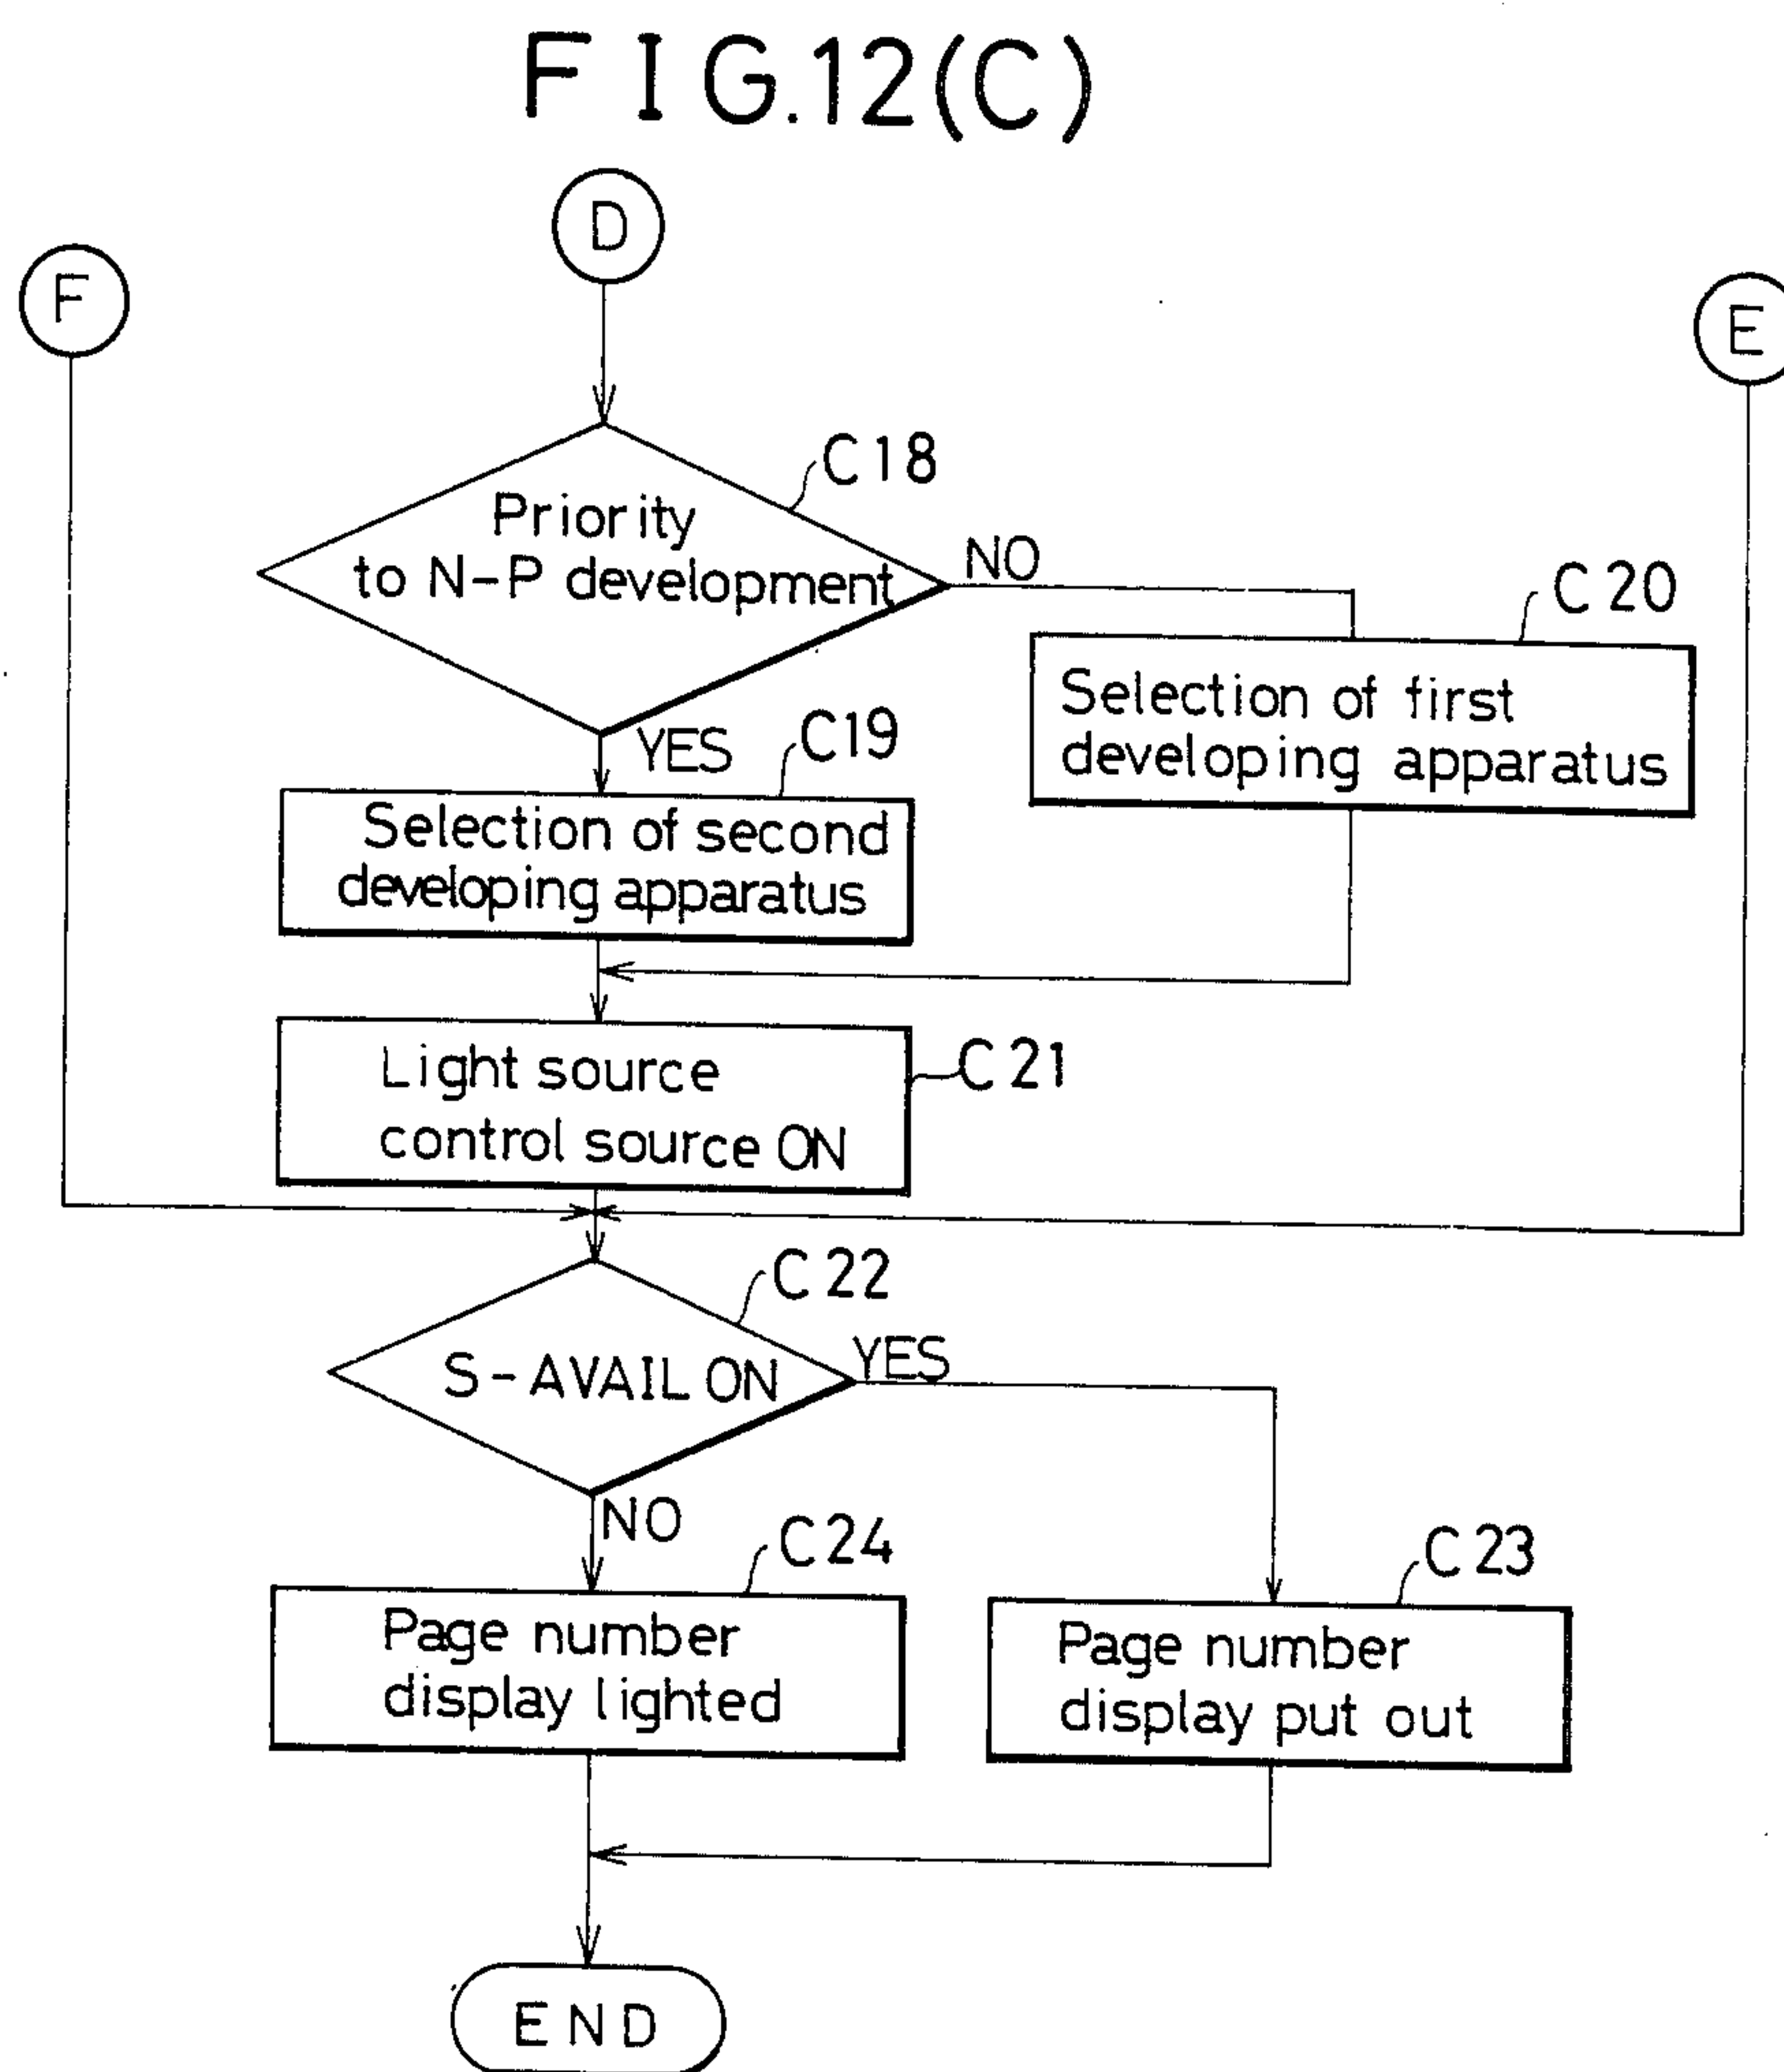 FIG.12(C)
D
F
E
C18
Priority
to N-P development
NO
C20
Selection of first
developing apparatus
YES
C19
Selection of second
developing apparatus
Light source
control source ON
C21
C22
S-AVAIL ON
YES
NO
C24
C23
Page number
display lighted
Page number
display put out
END